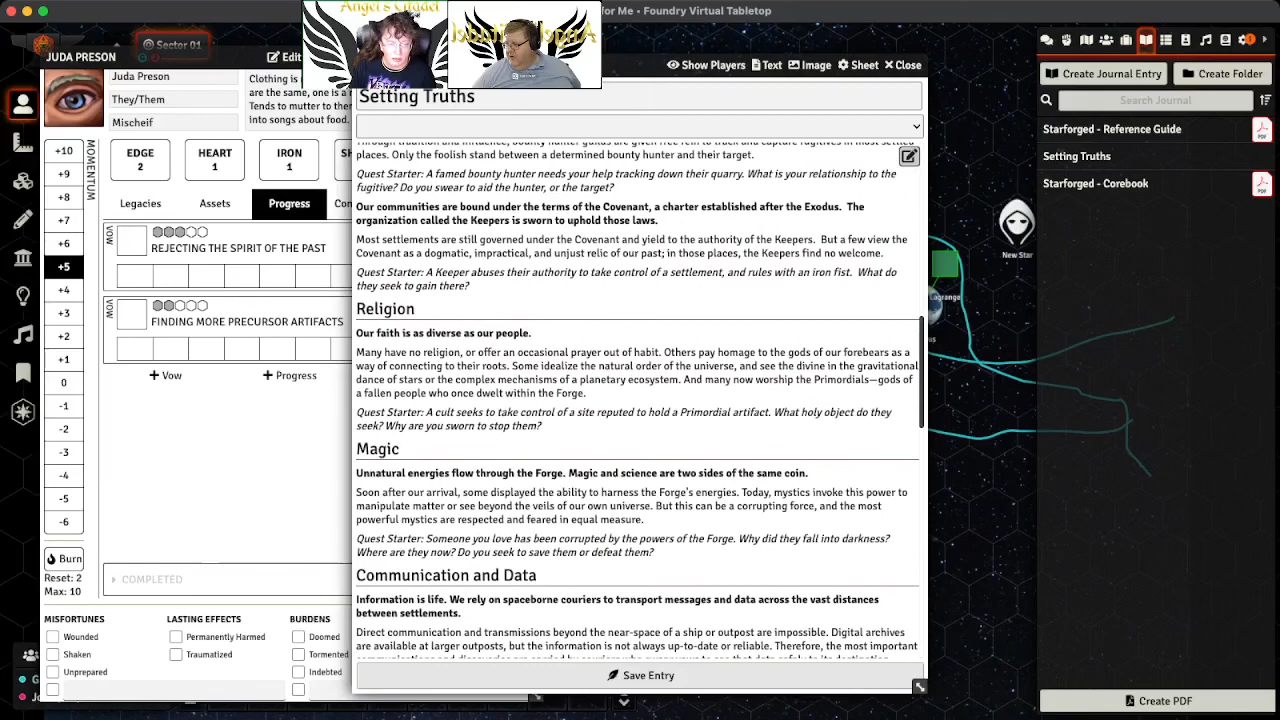 for Me • Foundry Virtual Tabletop
Angel's Citadel
Sector 01
JUDA PRESON
Edit
Show Players
Text
Image
Sheet
Close
Juda Preson
They/Them
Mischeif
Clothing is
are the same, one is a
Tends to mutter to the
into songs about food.
MOMENTUM
+10
+9
+8
+7
+6
+5
+4
+3
+2
+1
0
-1
-2
-3
-4
-5
-6
Burn
Reset: 2
Max: 10
EDGE
2
HEART
1
IRON
1
Legacies
Assets
Progress
VOW
REJECTING THE SPIRIT OF THE PAST
VOW
FINDING MORE PRECURSOR ARTIFACTS
+ Vow
+ Progress
COMPLETED
MISFORTUNES
Wounded
Shaken
Unprepared
LASTING EFFECTS
Permanently Harmed
Traumatized
BURDENS
Doomed
Tormented
Indebted
Setting Truths
places. Only the foolish stand between a determined bounty hunter and their target.
Quest Starter: A famed bounty hunter needs your help tracking down their quarry. What is your relationship to the
fugitive? Do you swear to aid the hunter, or the target?
Our communities are bound under the terms of the Covenant, a charter established after the Exodus. The
organization called the Keepers is sworn to uphold those laws.
Most settlements are still governed under the Covenant and yield to the authority of the Keepers. But a few view the
Covenant as a dogmatic, impractical, and unjust relic of our past; in those places, the Keepers find no welcome.
Quest Starter: A Keeper abuses their authority to take control of a settlement, and rules with an iron fist. What do
they seek to gain there?
Religion
Our faith is as diverse as our people.
Many have no religion, or offer an occasional prayer out of habit. Others pay homage to the gods of our forebears as a
way of connecting to their roots. Some idealize the natural order of the universe, and see the divine in the gravitational
dance of stars or the complex mechanisms of a planetary ecosystem. And many now worship the Primordials—gods of
a fallen people who once dwelt within the Forge.
Quest Starter: A cult seeks to take control of a site reputed to hold a Primordial artifact. What holy object do they
seek? Why are you sworn to stop them?
Magic
Unnatural energies flow through the Forge. Magic and science are two sides of the same coin.
Soon after our arrival, some displayed the ability to harness the Forge's energies. Today, mystics invoke this power to
manipulate matter or see beyond the veils of our own universe. But this can be a corrupting force, and the most
powerful mystics are respected and feared in equal measure.
Quest Starter: Someone you love has been corrupted by the powers of the Forge. Why did they fall into darkness?
Where are they now? Do you seek to save them or defeat them?
Communication and Data
Information is life. We rely on spaceborne couriers to transport messages and data across the vast distances
between settlements.
Direct communication and transmissions beyond the near-space of a ship or outpost are impossible. Digital archives
are available at larger outposts, but the information is not always up-to-date or reliable. Therefore, the most important
Save Entry
New Star
Lagrange
Create Journal Entry
Create Folder
Search Journal
Starforged - Reference Guide
PDF
Setting Truths
Starforged - Corebook
PDF
Create PDF